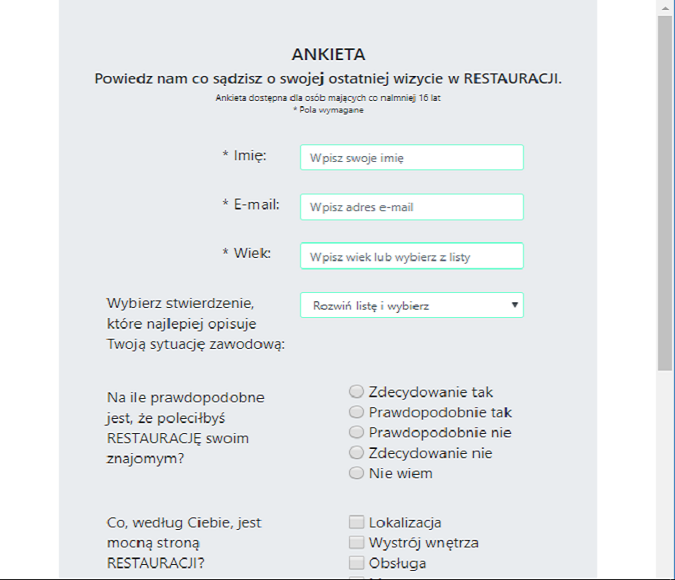 ANKIETA
Powiedz nam co sądzisz o swojej ostatniej wizycie w RESTAURACJI.
Ankieta dostępna dla osób mających co nalmniej 16 lat
* Pola wymagane
* Imię: Wpisz swoje imię
* E-mail: Wpisz adres e-mail
* Wiek: Wpisz wiek lub wybierz z listy
Wybierz stwierdzenie,
które najlepiej opisuje
Twoją sytuację zawodową:
Rozwiń listę i wybierz
Na ile prawdopodobne
jest, że poleciłbyś
RESTAURACJĘ swoim
znajomym?
Zdecydowanie tak
Prawdopodobnie tak
Prawdopodobnie nie
Zdecydowanie nie
Nie wiem
Co, według Ciebie, jest
mocną stroną
RESTAURACJI?
Lokalizacja
Wystrój wnętrza
Obsługa